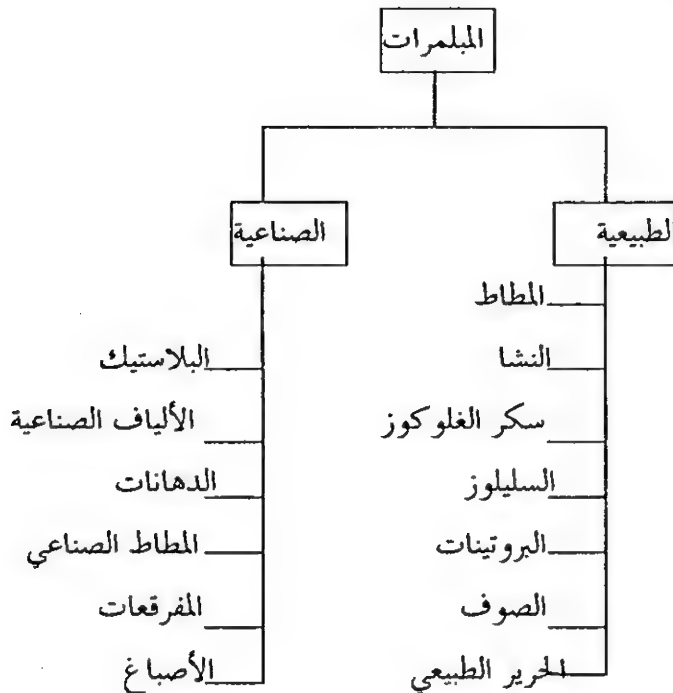 المبلمرات
الطبيعية
المطاط
النشا
سكر الغلوكوز
السليلوز
البروتينات
الصوف
الحرير الطبيعي
الصناعية
البلاستيك
الألياف الصناعية
الدهانات
المطاط الصناعي
المفرقعات
الأصباغ